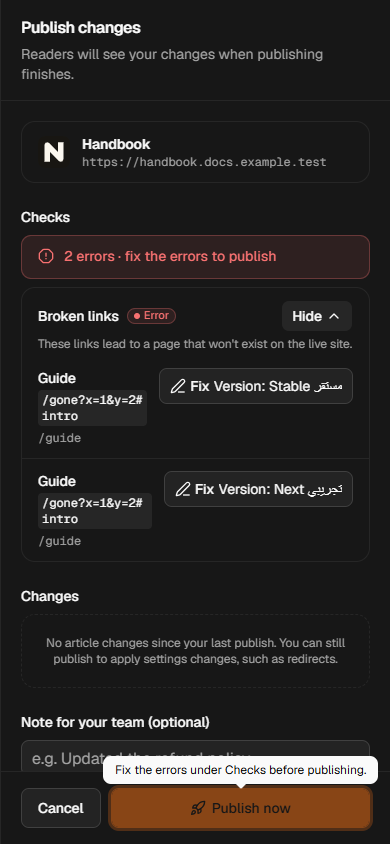 Publish changes
Readers will see your changes when publishing
finishes.
Handbook
https://handbook.docs.example.test
Checks
2 errors · fix the errors to publish
Broken links
Error
Hide
These links lead to a page that won't exist on the live site.
Guide
/gone?x=1&y=2#
intro
/guide
Fix Version: Stable مستقر
Guide
/gone?x=1&y=2#
intro
/guide
Fix Version: Next تجريبي
Changes
No article changes since your last publish. You can still
publish to apply settings changes, such as redirects.
Note for your team (optional)
e.g. Updated the refund policy
Fix the errors under Checks before publishing.
Cancel
Publish now